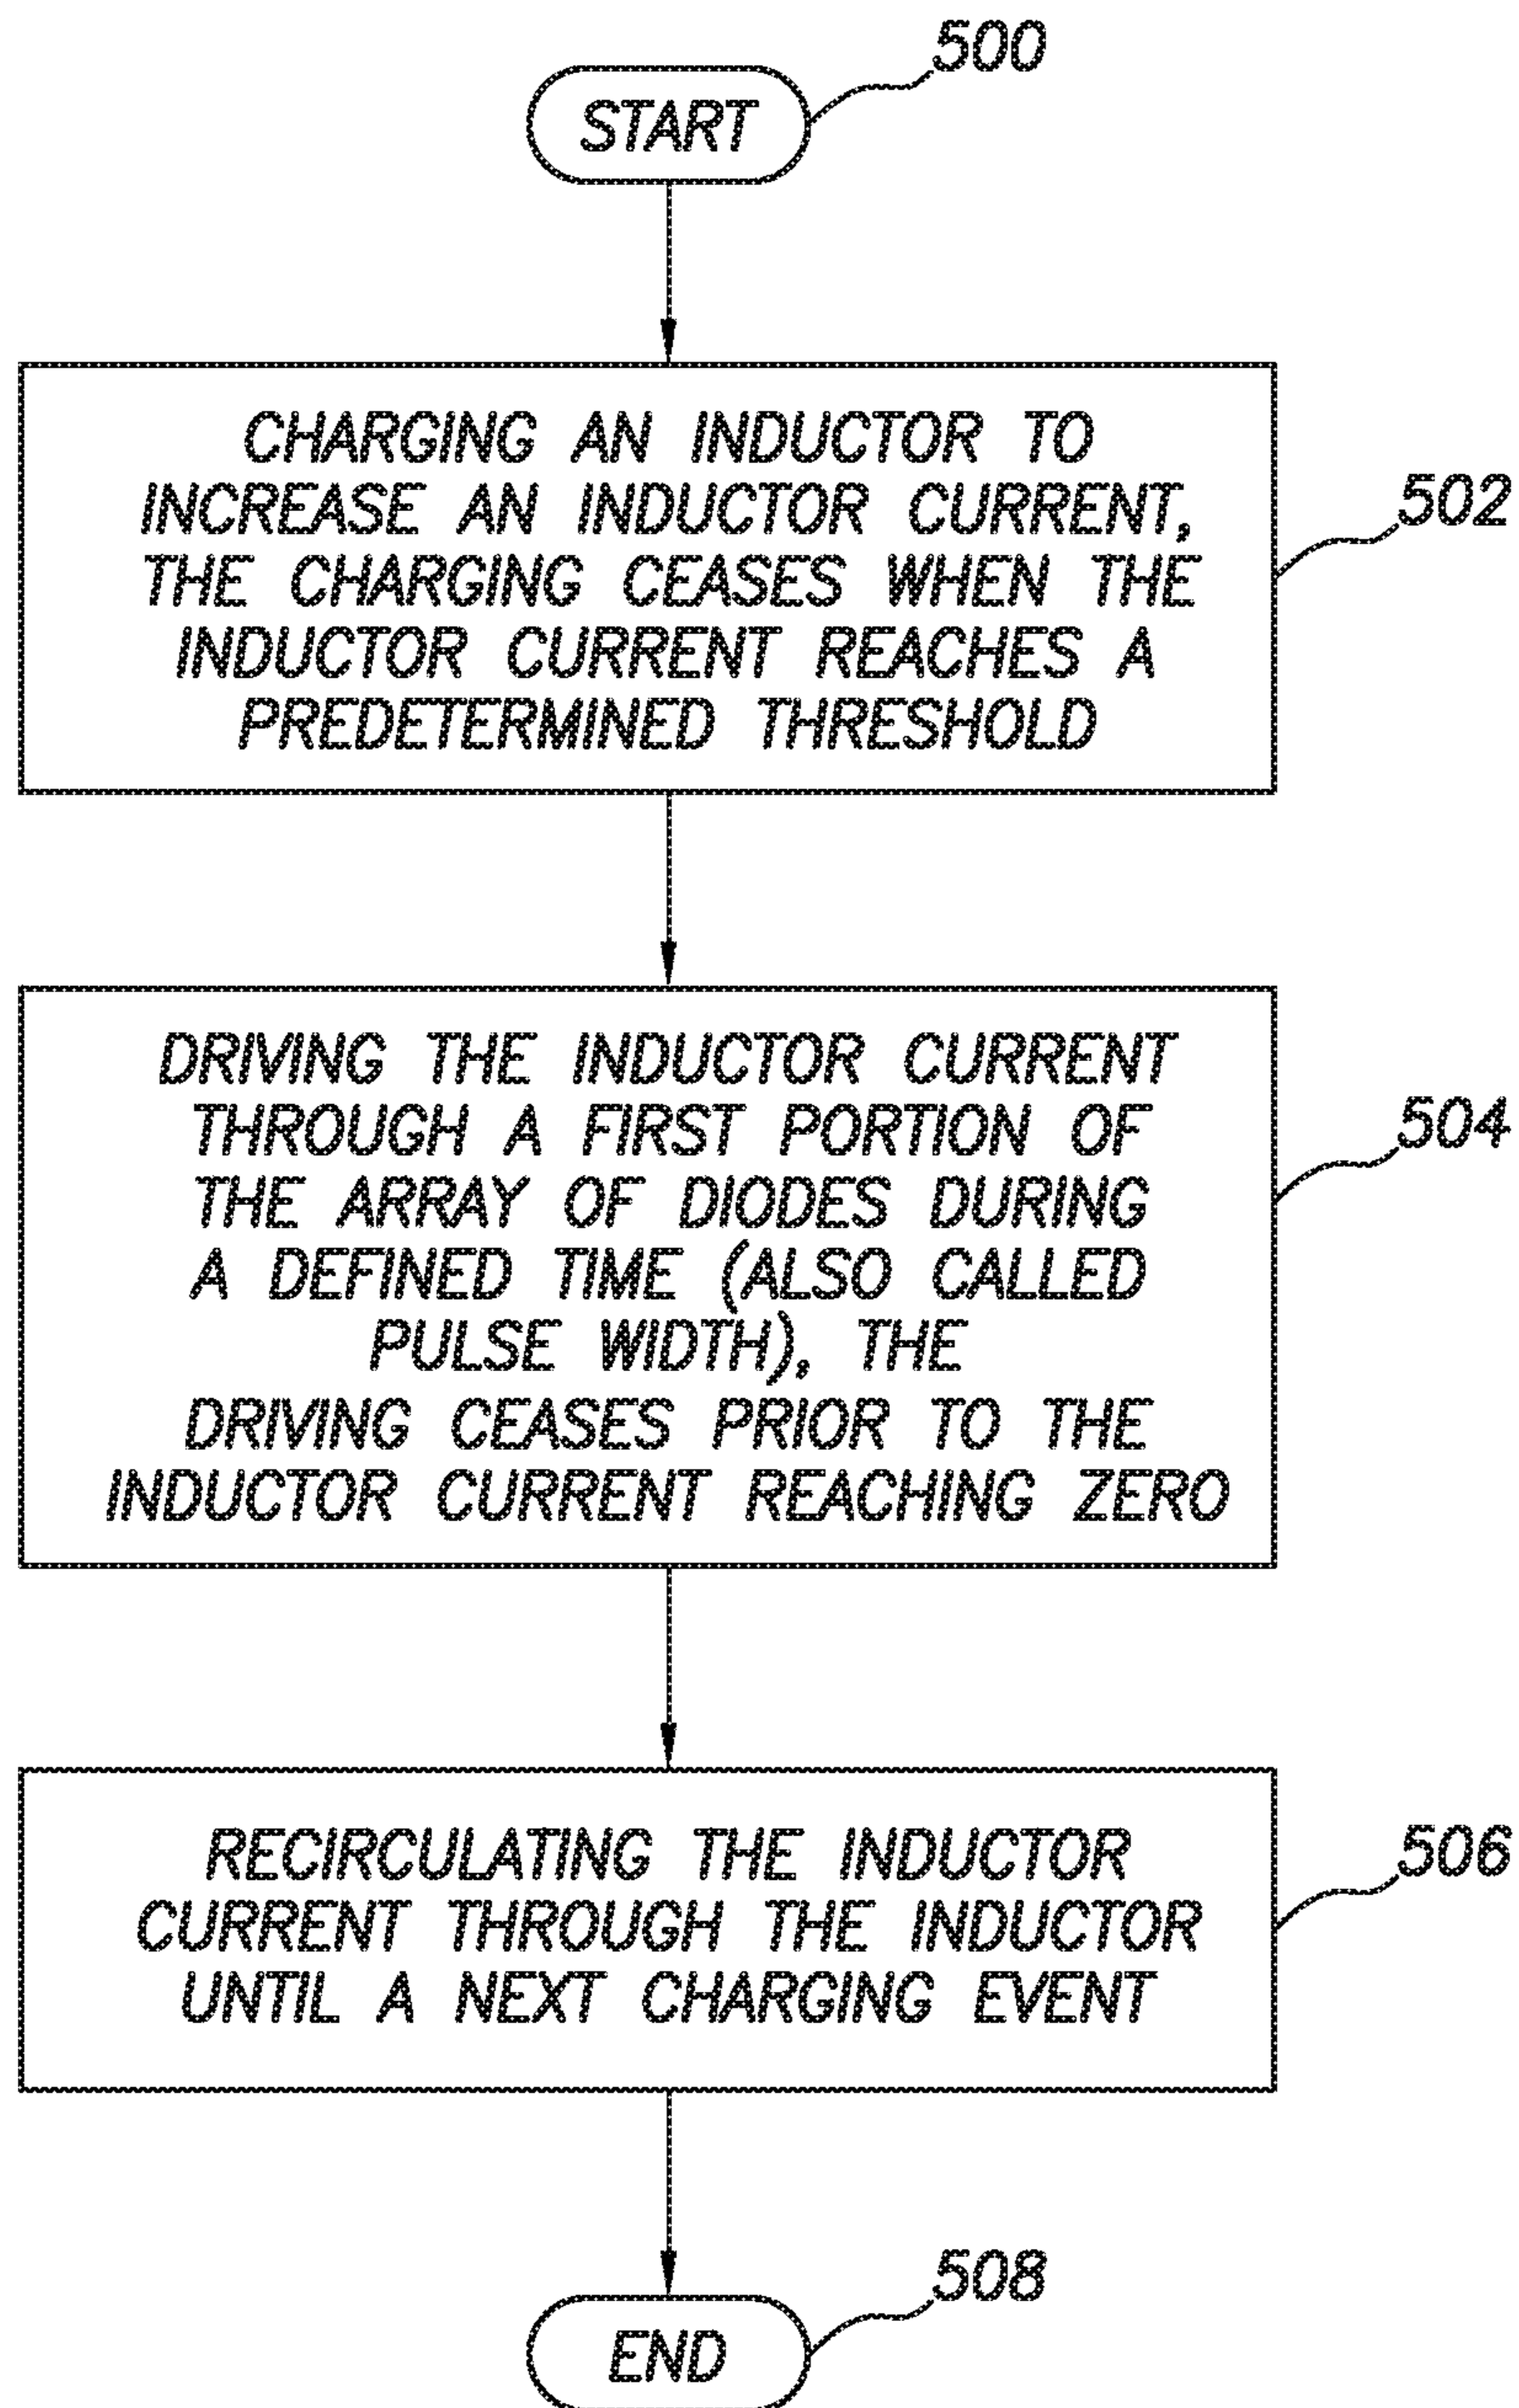 500
START
CHARGING AN INDUCTOR TO
INCREASE AN INDUCTOR CURRENT,
THE CHARGING CEASES WHEN THE
INDUCTOR CURRENT REACHES A
PREDETERMINED THRESHOLD
502
DRIVING THE INDUCTOR CURRENT
THROUGH A FIRST PORTION OF
THE ARRAY OF DIODES DURING
A DEFINED TIME (ALSO CALLED
PULSE WIDTH), THE
DRIVING CEASES PRIOR TO THE
INDUCTOR CURRENT REACHING ZERO
504
RECIRCULATING THE INDUCTOR
CURRENT THROUGH THE INDUCTOR
UNTIL A NEXT CHARGING EVENT
506
508
END